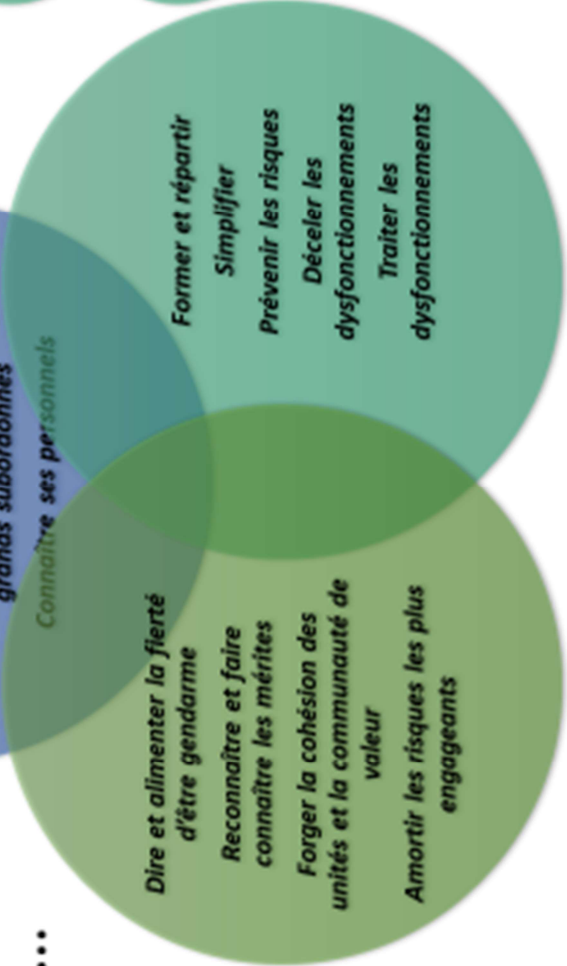 ...
grands subordonnés
Connaître ses personnels
Dire et alimenter la fierté
d'être gendarme
Reconnaître et faire
connaître les mérites
Forger la cohésion des
unités et la communauté de
valeur
Amortir les risques les plus
engageants
Former et répartir
Simplifier
Prévenir les risques
Déceler les
dysfonctionnements
Traiter les
dysfonctionnements